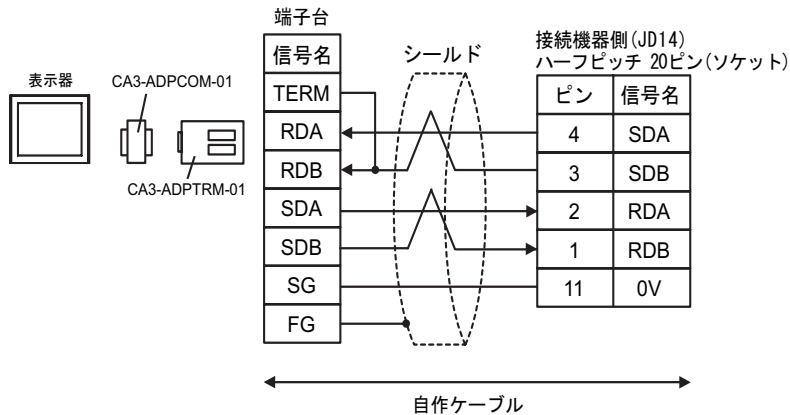 表示器
CA3-ADPCOM-01
CA3-ADPTRM-01
端子台
信号名
TERM
RDA
RDB
SDA
SDB
SG
FG
シールド
接続機器側(JD14)
ハーフピッチ 20ピン(ソケット)
ピン 信号名
4 SDA
3 SDB
2 RDA
1 RDB
11 0V
自作ケーブル